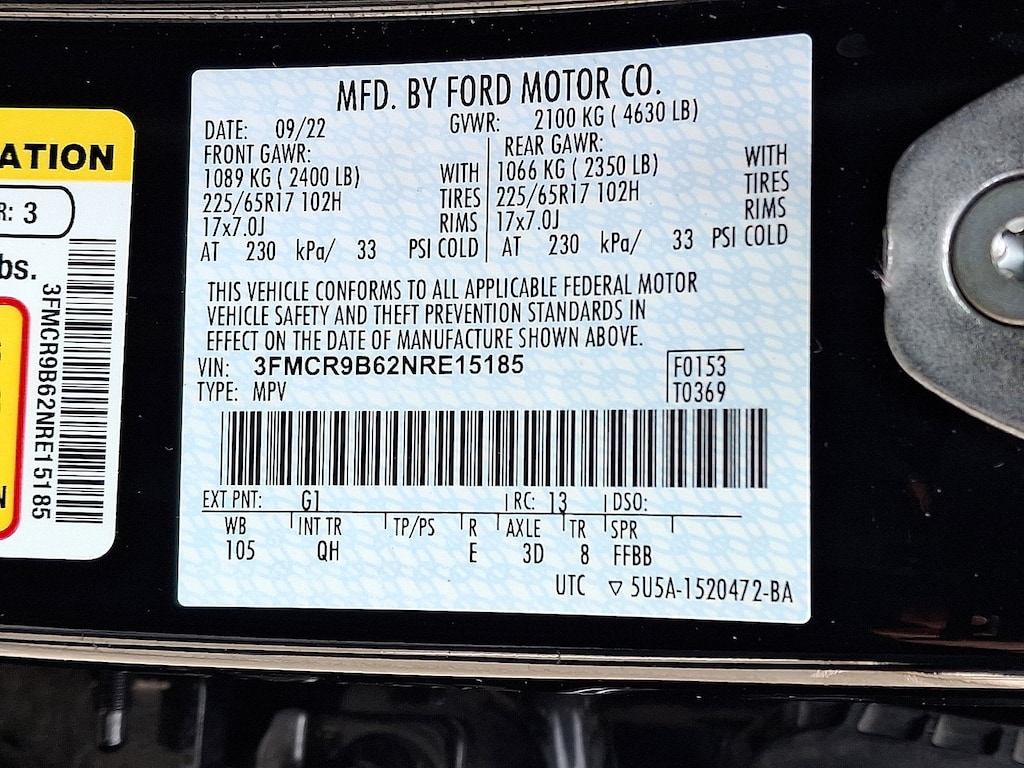 ATION
R: 3
bs.
3FMCR9B62NRE15185
N
MFD. BY FORD MOTOR CO.
DATE: 09/22 GVWR: 2100 KG ( 4630 LB)
FRONT GAWR: REAR GAWR:
1089 KG ( 2400 LB) WITH 1066 KG ( 2350 LB) WITH
225/65R17 102H TIRES 225/65R17 102H TIRES
17x7.0J RIMS 17x7.0J RIMS
AT 230 kPa/ 33 PSI COLD AT 230 kPa/ 33 PSI COLD
THIS VEHICLE CONFORMS TO ALL APPLICABLE FEDERAL MOTOR
VEHICLE SAFETY AND THEFT PREVENTION STANDARDS IN
EFFECT ON THE DATE OF MANUFACTURE SHOWN ABOVE.
VIN: 3FMCR9B62NRE15185 F0153
TYPE: MPV T0369
EXT PNT: G1 RC: 13 DSO:
WB INT TR TP/PS R AXLE TR SPR
105 QH E 3D 8 FFBB
UTC ▽ 5U5A-1520472-BA